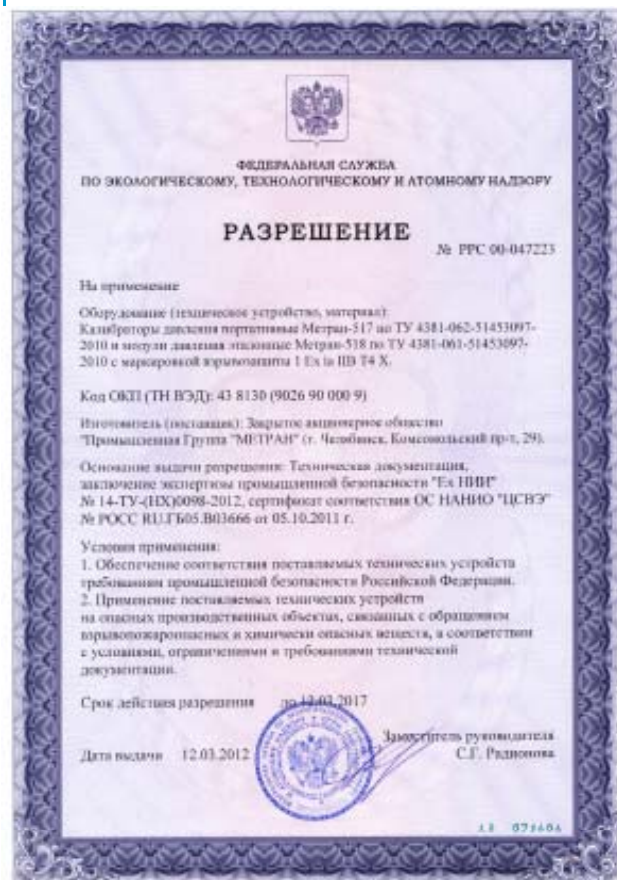 ФЕДЕРАЛЬНАЯ СЛУЖБА
ПО ЭКОЛОГИЧЕСКОМУ, ТЕХНОЛОГИЧЕСКОМУ И АТОМНОМУ НАДЗОРУ
РАЗРЕШЕНИЕ
№ РРС 00-047223
На применение
Оборудование (техническое устройство, материал):
Калибраторы давления портативные Метран-517 по ТУ 4381-062-51453097-
2010 и модули давления эталонные Метран-518 по ТУ 4381-061-51453097-
2010 с маркировкой взрывозащиты 1 Ex ia IIB T4 X.
Код ОКП (ТН ВЭД): 43 8130 (9026 90 000 9)
Изготовитель (поставщик): Закрытое акционерное общество
"Промышленная Группа "МЕТРАН" (г. Челябинск, Комсомольский пр-т, 29).
Основание выдачи разрешения: Техническая документация,
заключение экспертизы промышленной безопасности "Ех НИИ"
№ 14-ТУ-(НХ)0098-2012, сертификат соответствия ОС НАНИО "ЦСВЭ"
№ РОСС RU.ГБ05.В03666 от 05.10.2011 г.
Условия применения:
1. Обеспечение соответствия поставляемых технических устройств
требованиям промышленной безопасности Российской Федерации.
2. Применение поставляемых технических устройств
на опасных производственных объектах, связанных с обращением
взрывопожароопасных и химически опасных веществ, в соответствии
с условиями, ограничениями и требованиями технической
документации.
Срок действия разрешения до 12.03.2017
Заместитель руководителя
Дата выдачи 12.03.2012 С.Г. Радионова